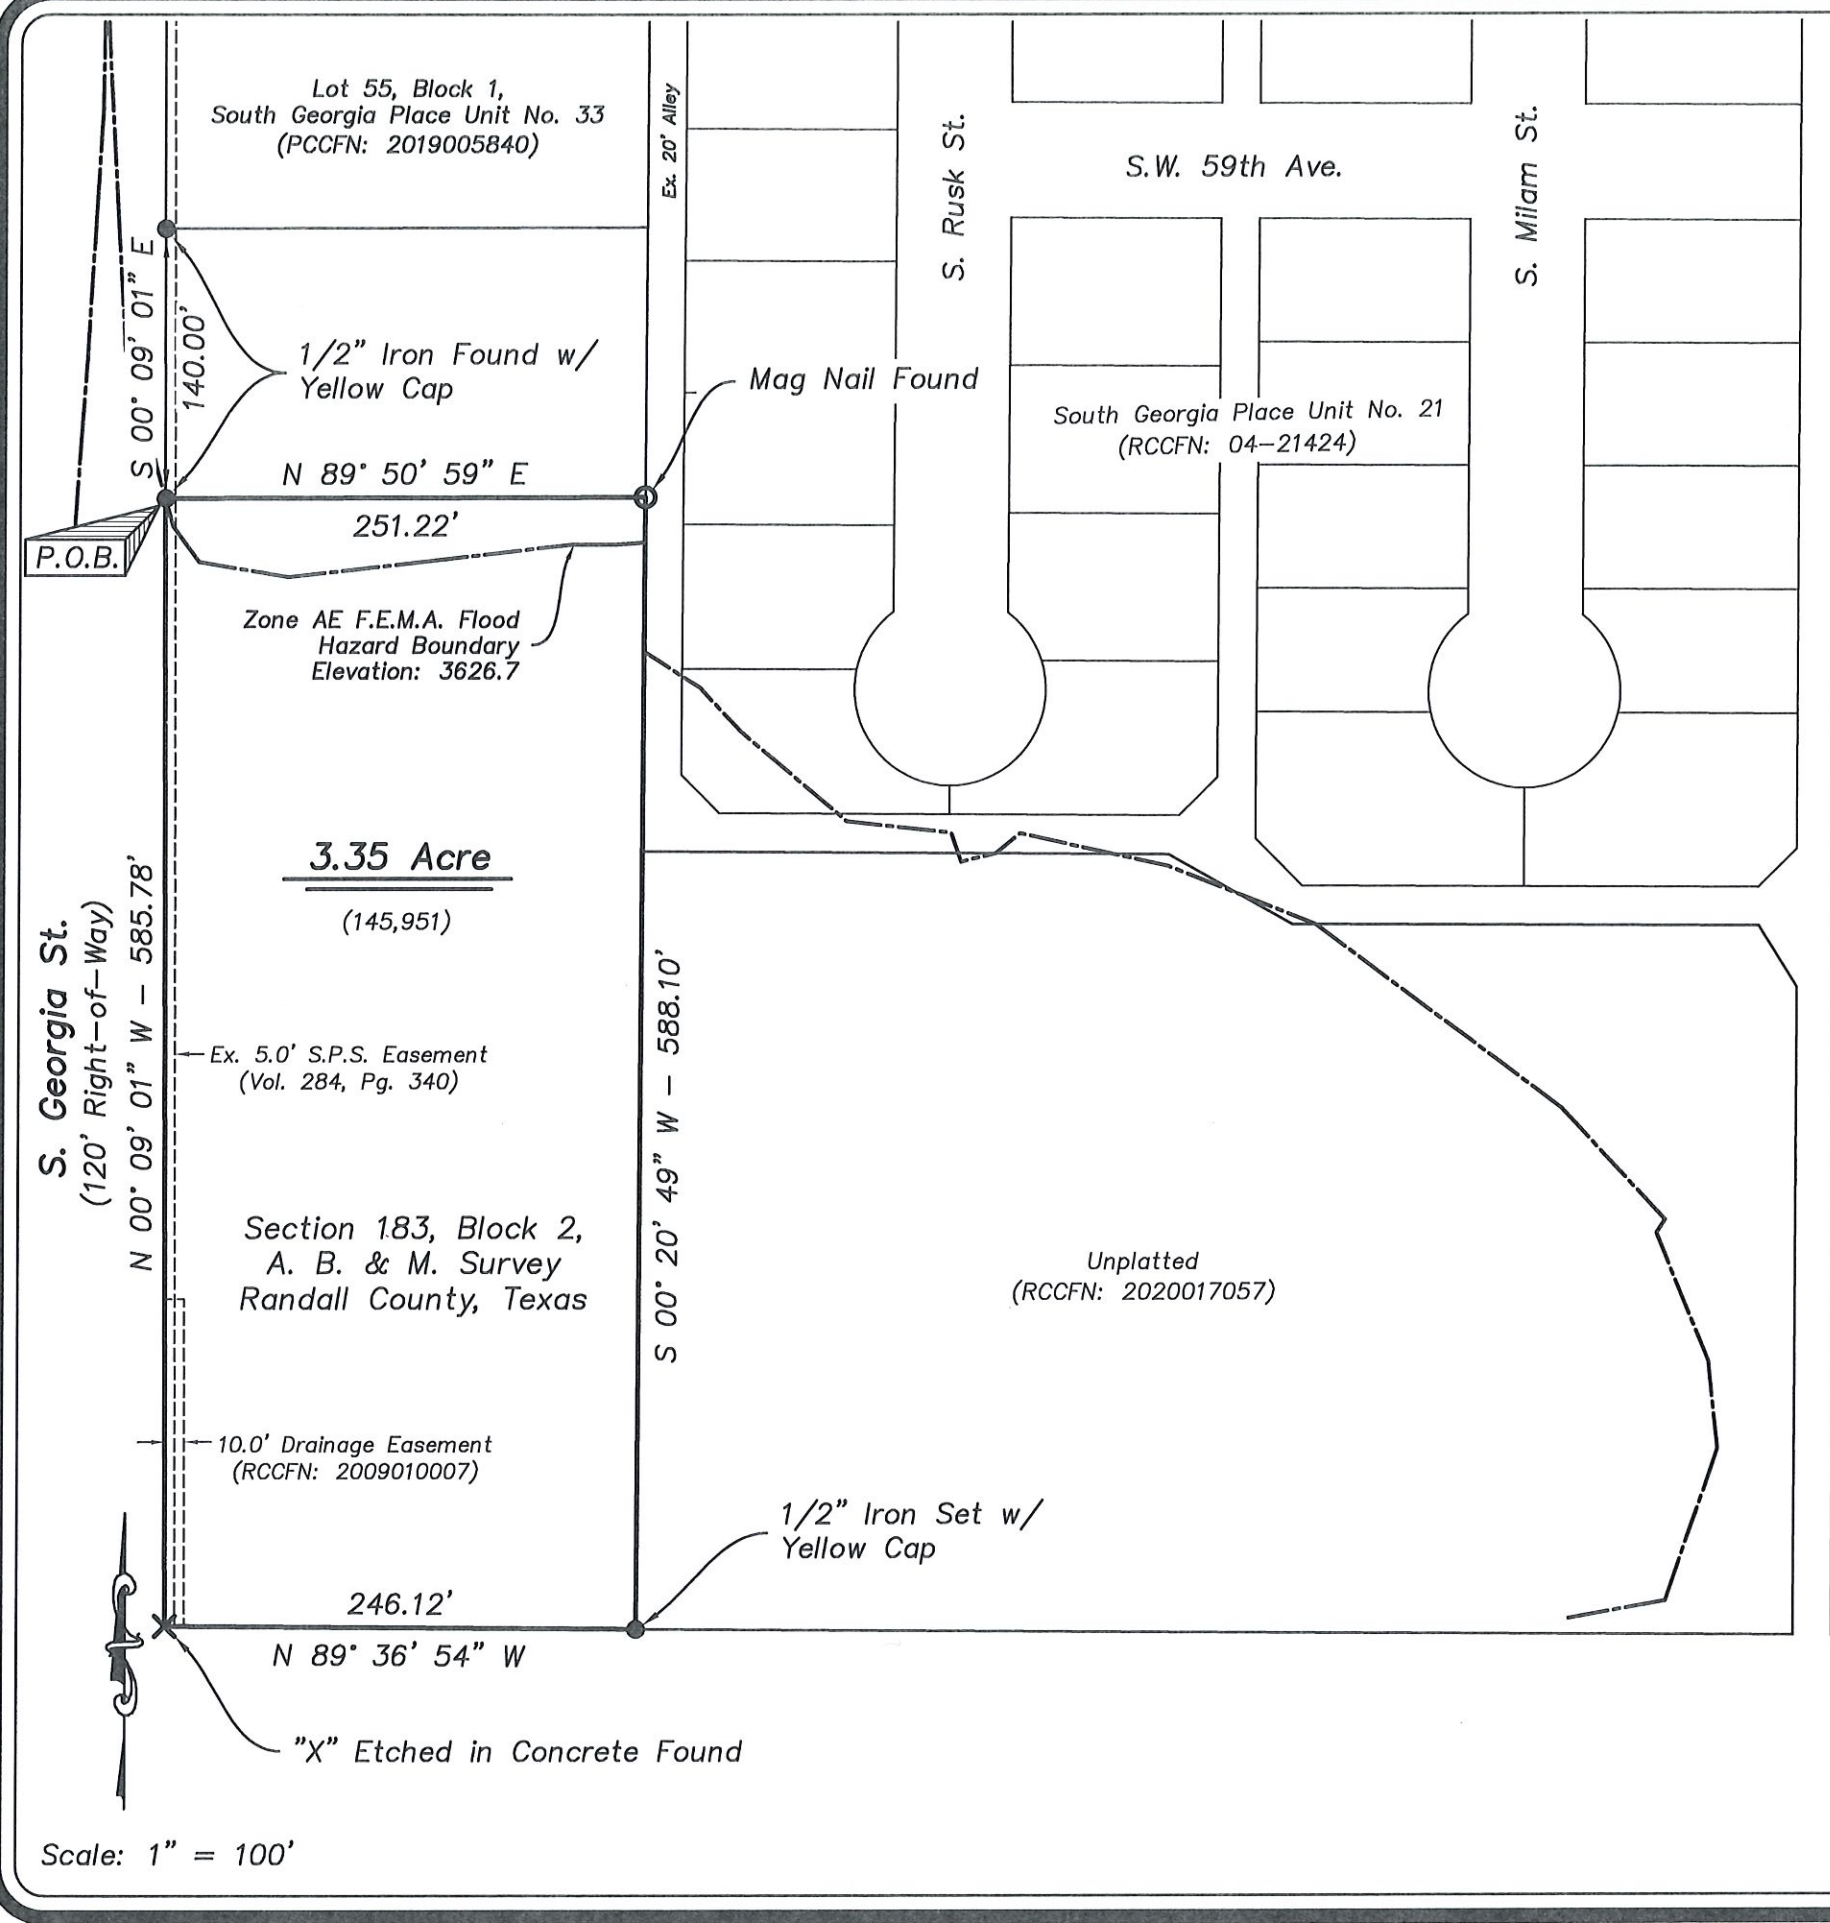 Lot 55, Block 1,
South Georgia Place Unit No. 33
(PCCFN: 2019005840)
Ex. 20' Alley
S. Rusk St.
S.W. 59th Ave.
S. Milam St.
S 00° 09' 01" E
140.00'
1/2" Iron Found w/
Yellow Cap
Mag Nail Found
South Georgia Place Unit No. 21
(RCCFN: 04-21424)
N 89° 50' 59" E
251.22'
P.O.B.
Zone AE F.E.M.A. Flood
Hazard Boundary
Elevation: 3626.7
3.35 Acre
(145,951)
S. Georgia St.
(120' Right-of-Way)
N 00° 09' 01" W - 585.78'
S 00° 20' 49" W - 588.10'
Ex. 5.0' S.P.S. Easement
(Vol. 284, Pg. 340)
Section 183, Block 2,
A. B. & M. Survey
Randall County, Texas
Unplatted
(RCCFN: 2020017057)
10.0' Drainage Easement
(RCCFN: 2009010007)
1/2" Iron Set w/
Yellow Cap
246.12'
N 89° 36' 54" W
"X" Etched in Concrete Found
Scale: 1" = 100'